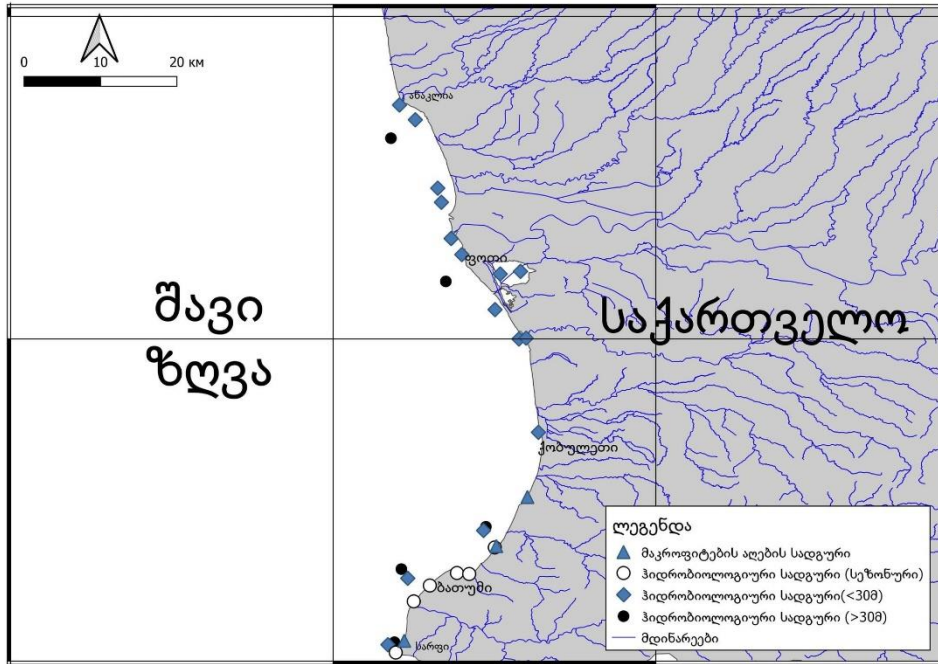 0 10 20 კმ
ანაკლია
ფოთი
შავი
ზღვა
საქართველო
ქობულეთი
ბათუმი
სარფი
ლეგენდა
მაკროფიტების აღების სადგური
ჰიდრობიოლოგიური სადგური (სეზონური)
ჰიდრობიოლოგიური სადგური(<30მ)
ჰიდრობიოლოგიური სადგური (>30მ)
მდინარეები